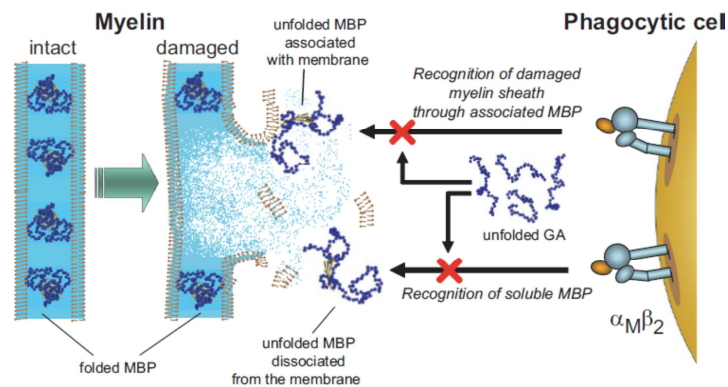 Myelin
Phagocytic cell
intact
damaged
unfolded MBP
associated
with membrane
Recognition of damaged
myelin sheath
through associated MBP
unfolded GA
Recognition of soluble MBP
αMβ2
folded MBP
unfolded MBP
dissociated
from the membrane